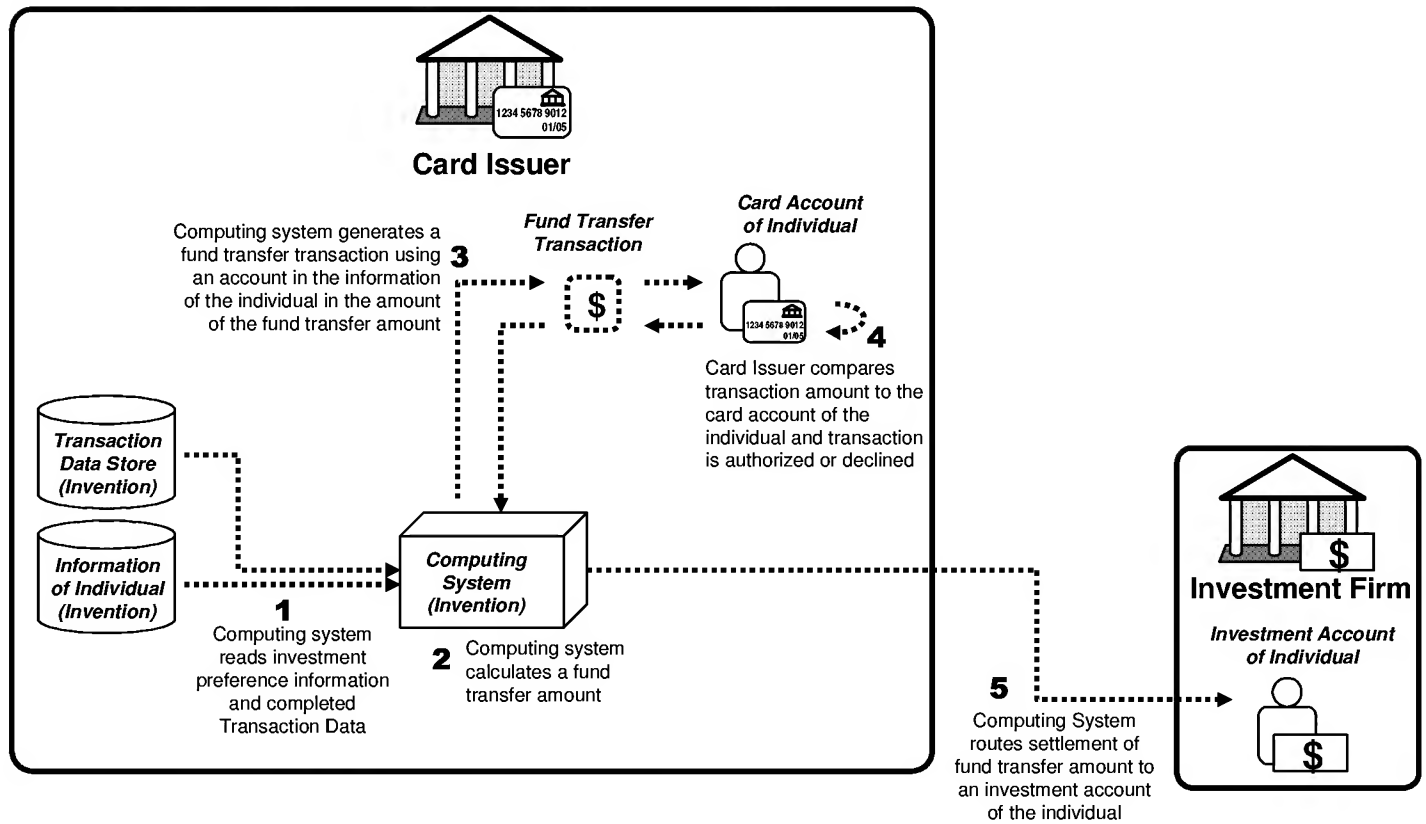 1234 5678 9012
01/05
Card Issuer
Computing system generates a
fund transfer transaction using
an account in the information
of the individual in the amount
of the fund transfer amount
3
Fund Transfer
Transaction
$
Card Account
of Individual
1234 5678 9012
01/05
4
Card Issuer compares
transaction amount to the
card account of the
individual and transaction
is authorized or declined
Transaction
Data Store
(Invention)
Information
of Individual
(Invention)
1
Computing system
reads investment
preference information
and completed
Transaction Data
Computing
System
(Invention)
2
Computing system
calculates a fund
transfer amount
5
Computing System
routes settlement of
fund transfer amount to
an investment account
of the individual
$
Investment Firm
Investment Account
of Individual
$